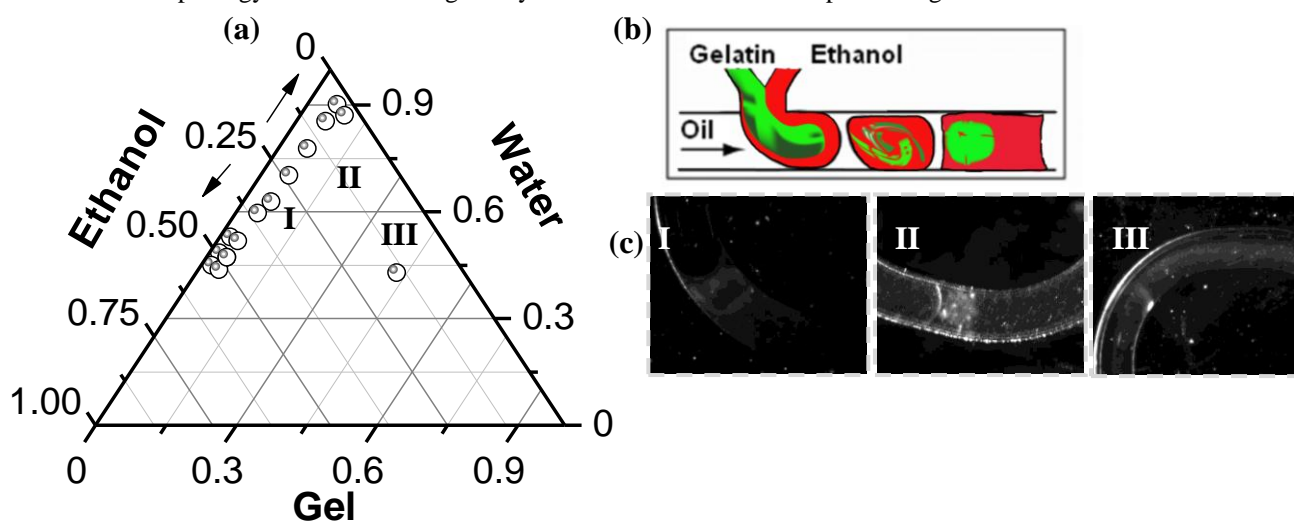 (a)
0
0.9
0.25
II
0.6
0.50
I
III
0.75
0.3
1.00
0
0
0.3
0.6
0.9
Ethanol
Water
Gel
(b)
Gelatin Ethanol
Oil
(c)
I
II
III